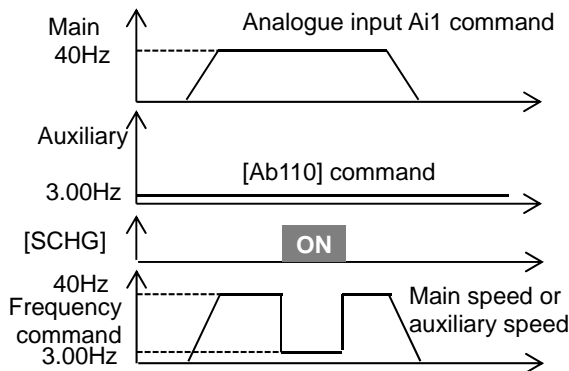 Main
40Hz
Analogue input Ai1 command
Auxiliary
3.00Hz
[Ab110] command
[SCHG]
ON
40Hz
Frequency
command
3.00Hz
Main speed or
auxiliary speed